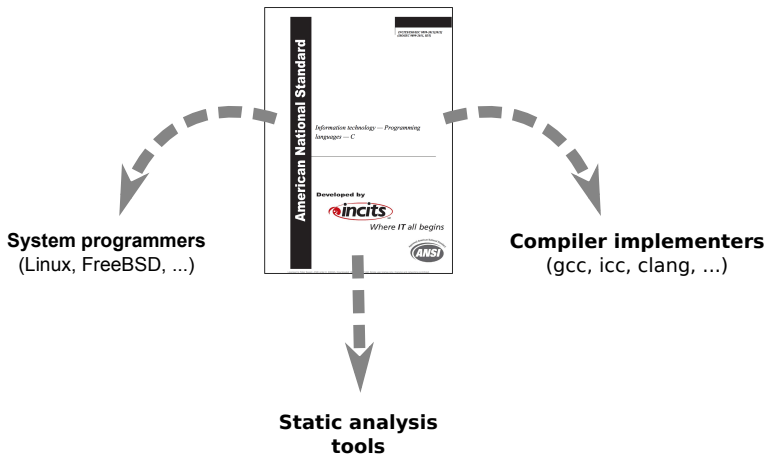 American National Standard
Information technology — Programming
languages — C
Developed by
incits
Where IT all begins
ANSI
System programmers
(Linux, FreeBSD, ...)
Compiler implementers
(gcc, icc, clang, ...)
Static analysis
tools